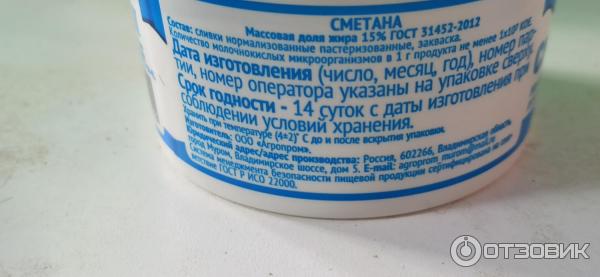 СМЕТАНА
Массовая доля жира 15% ГОСТ 31452-2012
Состав: сливки нормализованные пастеризованные, закваска.
Количество молочнокислых микроорганизмов в 1 г продукта не менее 1х10⁷ КОЕ.
Дата изготовления (число, месяц, год), номер пар-
тии, номер оператора указаны на упаковке сверху.
Срок годности - 14 суток с даты изготовления при
соблюдении условий хранения.
Хранить при температуре (4±2)°С до и после вскрытия упаковки.
Изготовитель: ООО «Агропром»
Юридический адрес/адрес производства: Россия, 602266, Владимирская область,
город Муром, Владимирское шоссе, дом 5. E-mail:
Система менеджмента безопасности пищевой продукции сертифицирована на соот-
ветствие ГОСТ Р ИСО 22000.
ОТЗОВИК